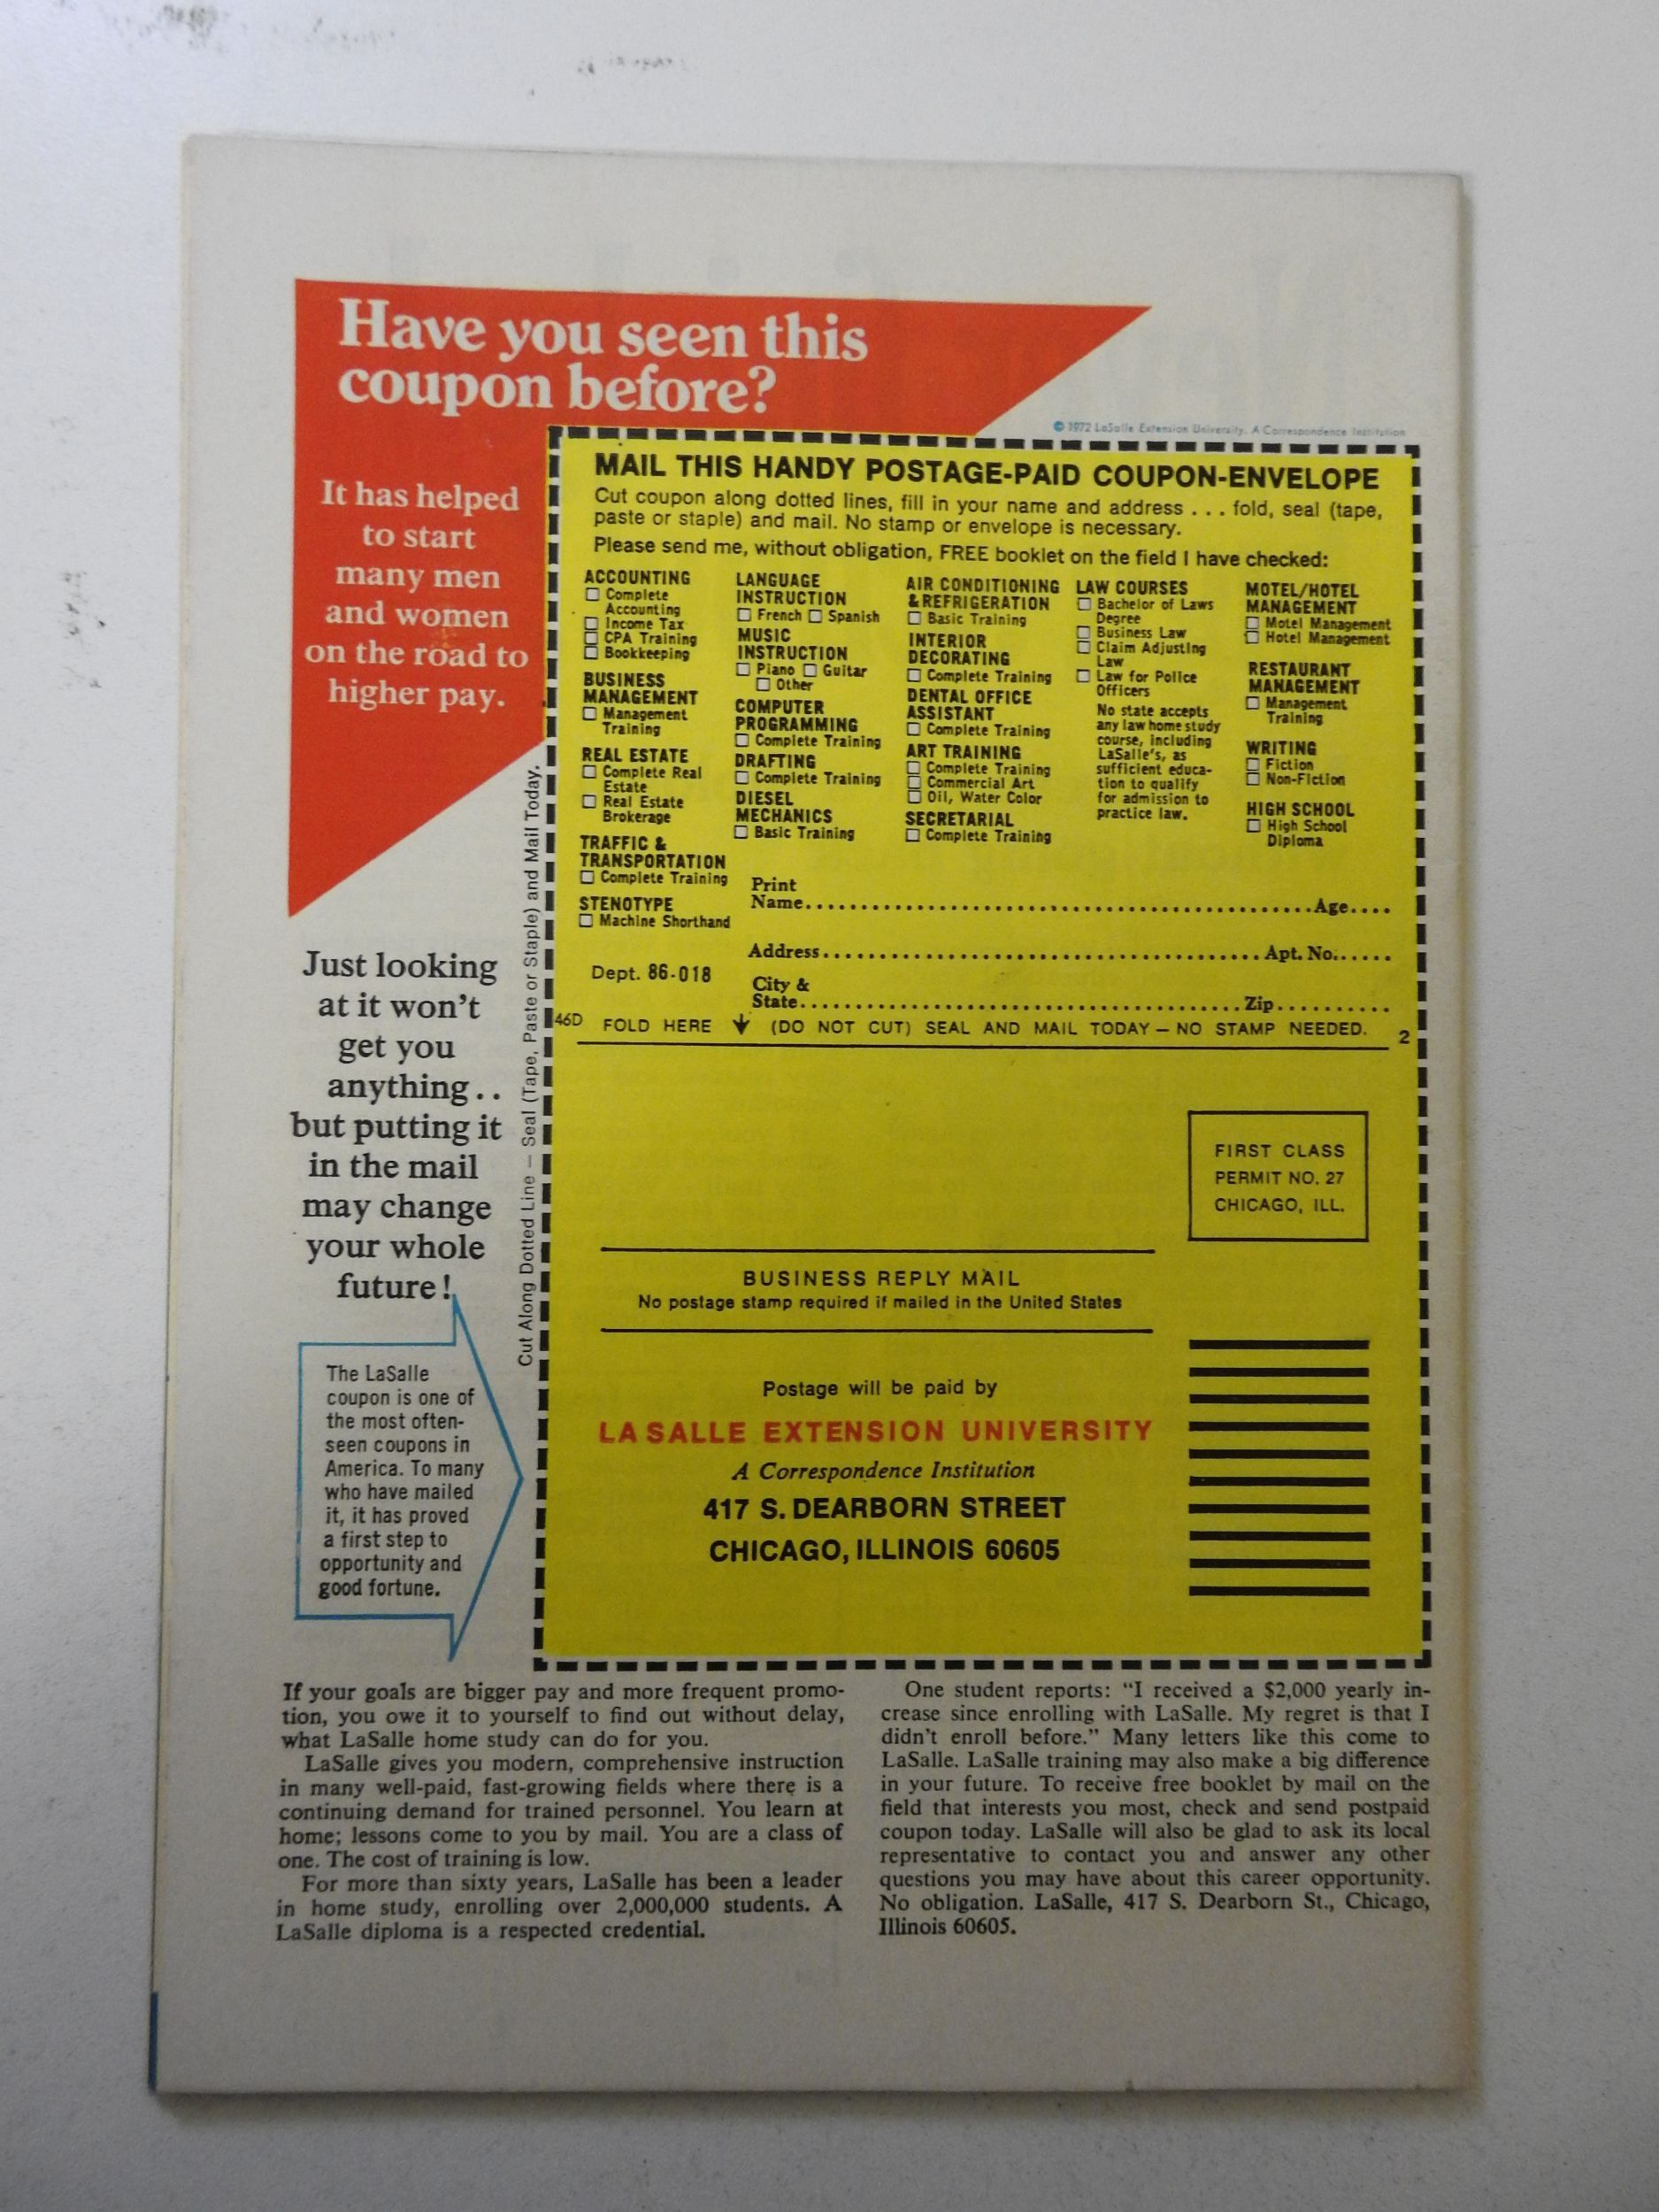 Have you seen this
coupon before?
It has helped
to start
many men
and women
on the road to
higher pay.
Just looking
at it won't
get you
anything..
but putting it
in the mail
may change
your whole
future!
The LaSalle
coupon is one of
the most often-
seen coupons in
America. To many
who have mailed
it, it has proved
a first step to
opportunity and
good fortune.
© 1972 LaSalle Extension University. A Correspondence Institution
Cut Along Dotted Line — Seal (Tape, Paste or Staple) and Mail Today.
MAIL THIS HANDY POSTAGE-PAID COUPON-ENVELOPE
Cut coupon along dotted lines, fill in your name and address . . . fold, seal (tape,
paste or staple) and mail. No stamp or envelope is necessary.
Please send me, without obligation, FREE booklet on the field I have checked:
ACCOUNTING
☐ Complete
Accounting
☐ Income Tax
☐ CPA Training
☐ Bookkeeping
BUSINESS
MANAGEMENT
☐ Management
Training
REAL ESTATE
☐ Complete Real
Estate
☐ Real Estate
Brokerage
TRAFFIC &
TRANSPORTATION
☐ Complete Training
STENOTYPE
☐ Machine Shorthand
Dept. 86-018
LANGUAGE
INSTRUCTION
☐ French ☐ Spanish
MUSIC
INSTRUCTION
☐ Piano ☐ Guitar
☐ Other
COMPUTER
PROGRAMMING
☐ Complete Training
DRAFTING
☐ Complete Training
DIESEL
MECHANICS
☐ Basic Training
AIR CONDITIONING
& REFRIGERATION
☐ Basic Training
INTERIOR
DECORATING
☐ Complete Training
DENTAL OFFICE
ASSISTANT
☐ Complete Training
ART TRAINING
☐ Complete Training
☐ Commercial Art
☐ Oil, Water Color
SECRETARIAL
☐ Complete Training
LAW COURSES
☐ Bachelor of Laws
Degree
☐ Business Law
☐ Claim Adjusting
Law
☐ Law for Police
Officers
No state accepts
any law home study
course, including
LaSalle's, as
sufficient educa-
tion to qualify
for admission to
practice law.
MOTEL/HOTEL
MANAGEMENT
☐ Motel Management
☐ Hotel Management
RESTAURANT
MANAGEMENT
☐ Management
Training
WRITING
☐ Fiction
☐ Non-Fiction
HIGH SCHOOL
☐ High School
Diploma
Print
Name.....Age....
Address.....Apt. No......
City &
State.....Zip..........
46D FOLD HERE ↓ (DO NOT CUT) SEAL AND MAIL TODAY — NO STAMP NEEDED. 2
FIRST CLASS
PERMIT NO. 27
CHICAGO, ILL.
BUSINESS REPLY MAIL
No postage stamp required if mailed in the United States
Postage will be paid by
LA SALLE EXTENSION UNIVERSITY
A Correspondence Institution
417 S. DEARBORN STREET
CHICAGO, ILLINOIS 60605
If your goals are bigger pay and more frequent promo-
tion, you owe it to yourself to find out without delay,
what LaSalle home study can do for you.
LaSalle gives you modern, comprehensive instruction
in many well-paid, fast-growing fields where there is a
continuing demand for trained personnel. You learn at
home; lessons come to you by mail. You are a class of
one. The cost of training is low.
For more than sixty years, LaSalle has been a leader
in home study, enrolling over 2,000,000 students. A
LaSalle diploma is a respected credential.
One student reports: "I received a $2,000 yearly in-
crease since enrolling with LaSalle. My regret is that I
didn't enroll before." Many letters like this come to
LaSalle. LaSalle training may also make a big difference
in your future. To receive free booklet by mail on the
field that interests you most, check and send postpaid
coupon today. LaSalle will also be glad to ask its local
representative to contact you and answer any other
questions you may have about this career opportunity.
No obligation. LaSalle, 417 S. Dearborn St., Chicago,
Illinois 60605.